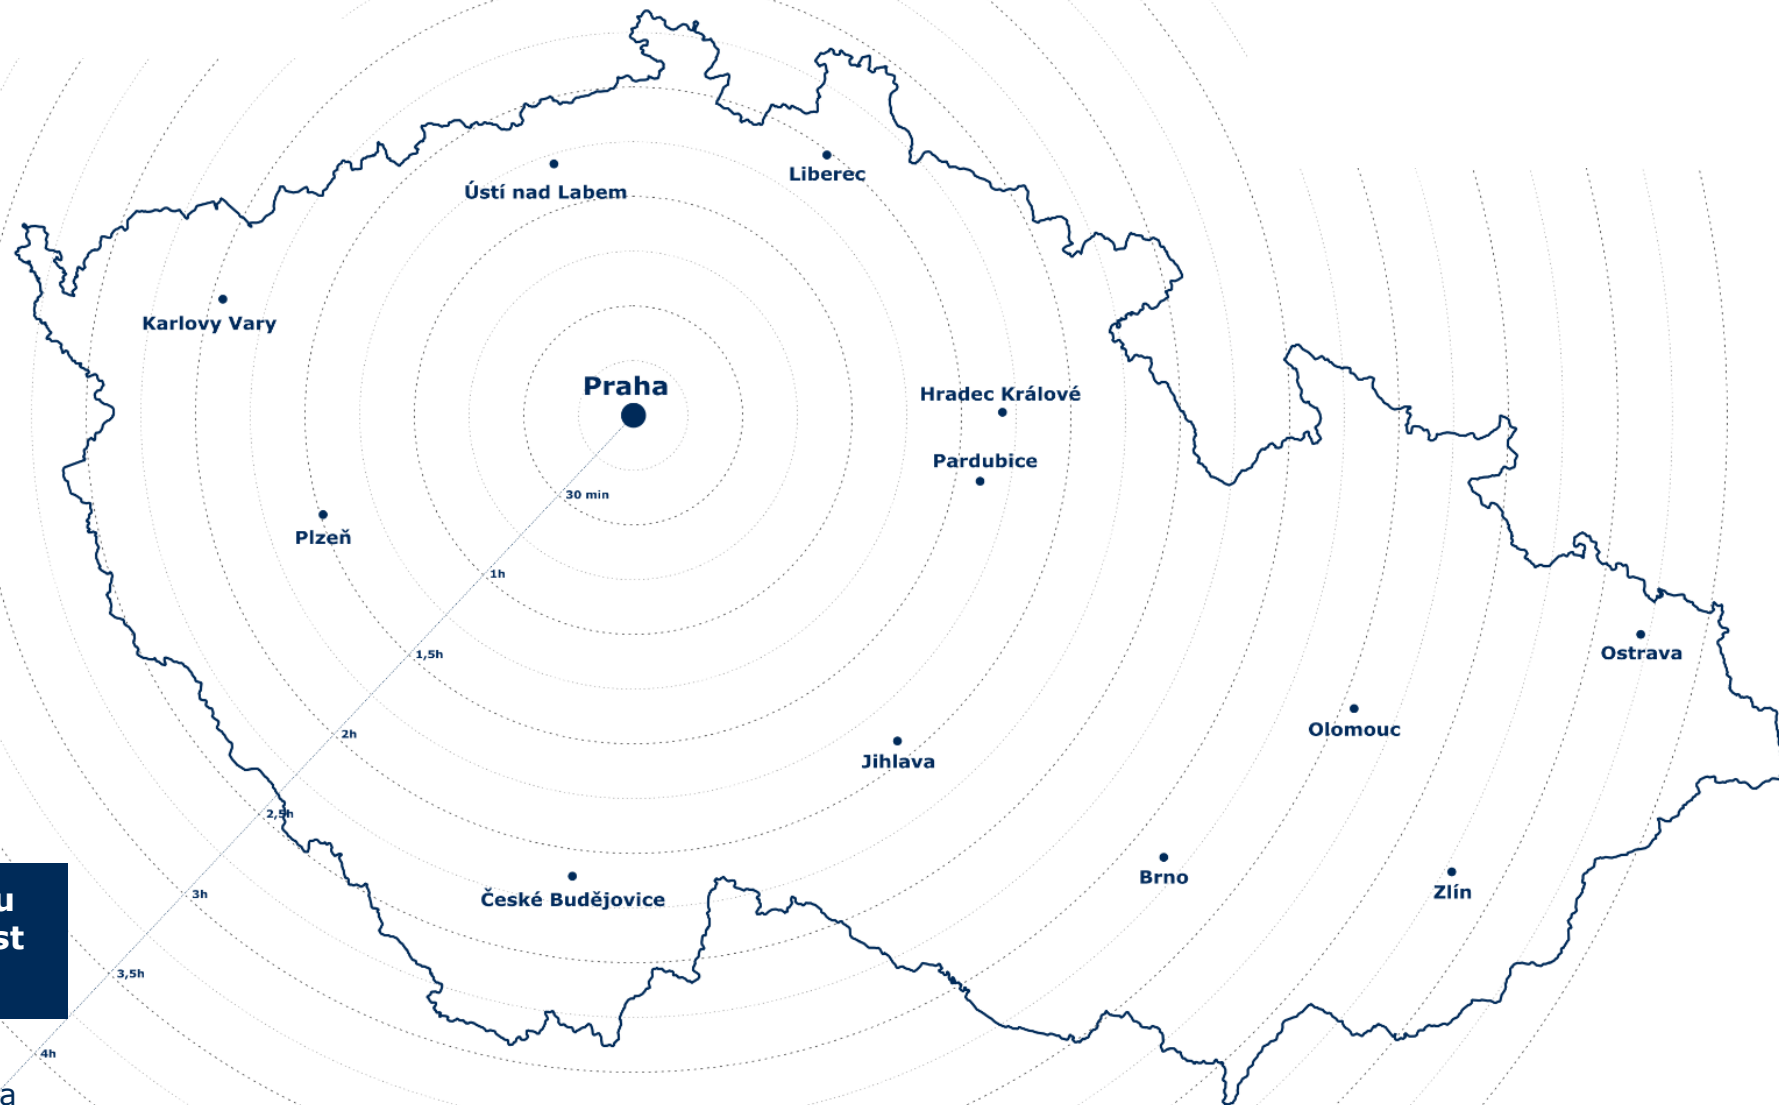 Ústí nad Labem
Liberec
Karlovy Vary
Praha
Hradec Králové
Pardubice
30 min
Plzeň
1h
1,5h
Ostrava
2h
Olomouc
Jihlava
2,5h
Brno
Zlín
České Budějovice
3h
u
st
3,5h
4h
a